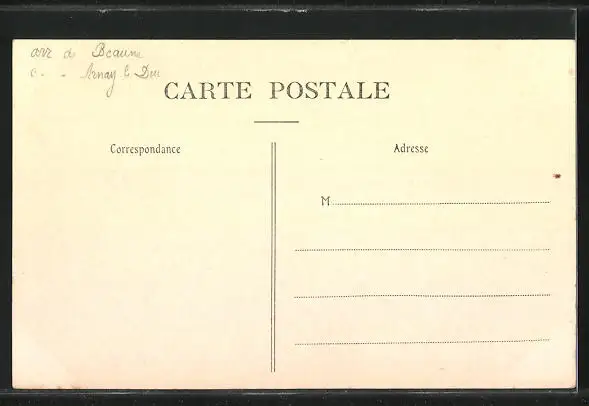 arr de Beaune
c. - Arnay le Duc
CARTE POSTALE
Correspondance
Adresse
M